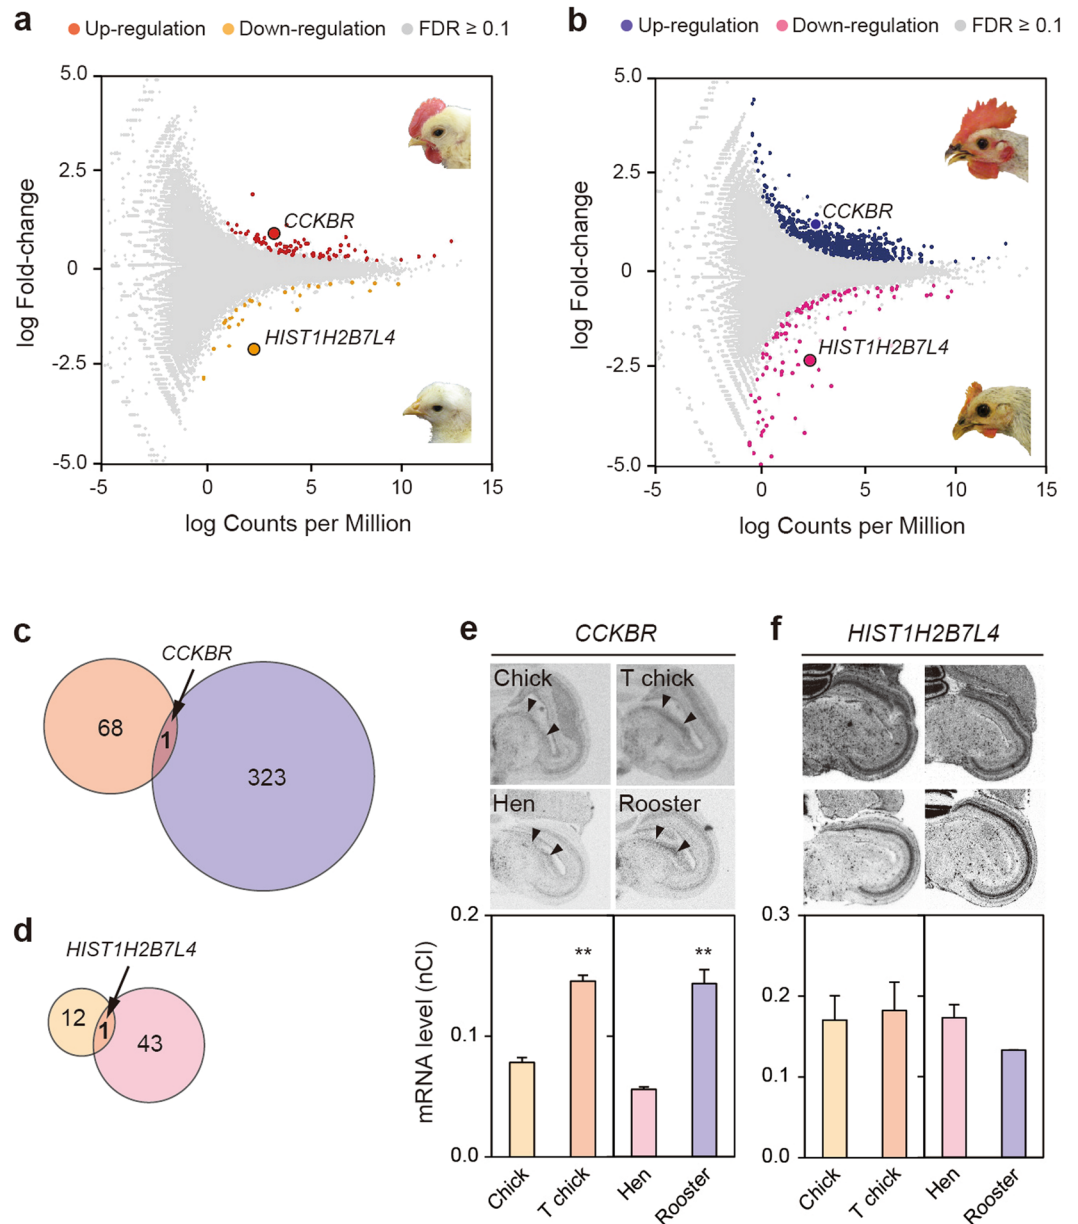 a
Up-regulation Down-regulation FDR ≥ 0.1
5.0
2.5
0
-2.5
-5.0
log Fold-change
CCKBR
HIST1H2B7L4
-5 0 5 10 15
log Counts per Million
b
Up-regulation Down-regulation FDR ≥ 0.1
5.0
2.5
0
-2.5
-5.0
log Fold-change
CCKBR
HIST1H2B7L4
-5 0 5 10 15
log Counts per Million
c
CCKBR
68 1 323
d
HIST1H2B7L4
12 1 43
e
CCKBR
Chick T chick
Hen Rooster
0.2
0.1
0.0
mRNA level (nCI)
** **
Chick T chick Hen Rooster
f
HIST1H2B7L4
0.3
0.2
0.1
0.0
Chick T chick Hen Rooster